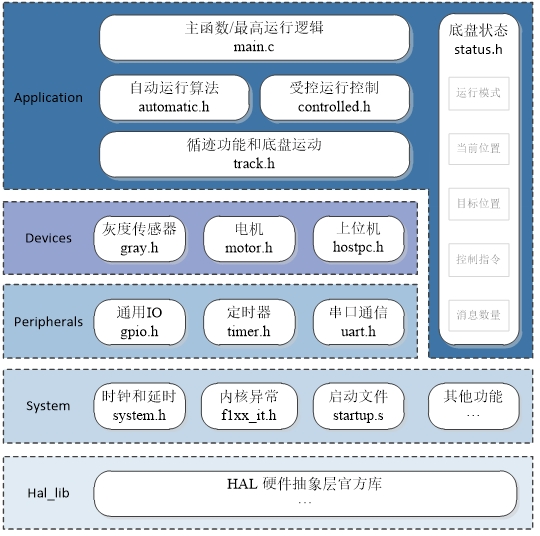 主函数/最高运行逻辑
main.c
底盘状态
status.h
Application
自动运行算法
automatic.h
受控运行控制
controlled.h
循迹功能和底盘运动
track.h
运行模式
当前位置
目标位置
控制指令
消息数量
Devices
灰度传感器
gray.h
电机
motor.h
上位机
hostpc.h
Peripherals
通用IO
gpio.h
定时器
timer.h
串口通信
uart.h
System
时钟和延时
system.h
内核异常
f1xx_it.h
启动文件
startup.s
其他功能
…
Hal_lib
HAL 硬件抽象层官方库
…